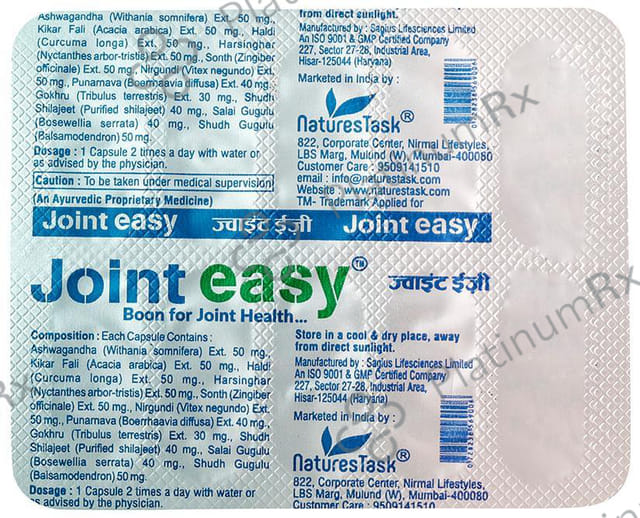 Ashwagandha (Withania somnifera) Ext. 50 mg.,
Kikar Fali (Acacia arabica) Ext. 50 mg., Haldi
(Curcuma longa) Ext. 50 mg., Harsinghar
(Nyctanthes arbor-tristis) Ext. 50 mg., Sonth (Zingiber
officinale) Ext. 50 mg., Nirgundi (Vitex negundo) Ext.
50 mg., Punarnava (Boerrhaavia diffusa) Ext. 40 mg.,
Gokhru (Tribulus terrestris) Ext. 30 mg., Shudh
Shilajeet (Purified shilajeet) 40 mg., Salai Gugulu
(Bosewellia serrata) 40 mg., Shudh Gugulu
(Balsamodendron) 50 mg.
Dosage : 1 Capsule 2 times a day with water or
as advised by the physician.
Caution : To be taken under medical supervision
(An Ayurvedic Proprietary Medicine)
from direct sunlight.
Manufactured by : Sagius Lifesciences Limited
An ISO 9001 & GMP Certified Company
227, Sector 27-28, Industrial Area,
Hisar-125044 (Haryana)
Marketed in India by :
NaturesTask®
822, Corporate Center, Nirmal Lifestyles,
LBS Marg, Mulund (W), Mumbai-400080
Customer Care : 9509141510
email : info@naturestask.com
Website : www.naturestask.com
TM- Trademark Applied for
Joint easy ज्वाइंट ईज़ी Joint easy
Joint easy™ ज्वाइंट ईज़ी
Boon for Joint Health...
Composition : Each Capsule Contains :
Ashwagandha (Withania somnifera) Ext. 50 mg.,
Kikar Fali (Acacia arabica) Ext. 50 mg., Haldi
(Curcuma longa) Ext. 50 mg., Harsinghar
(Nyctanthes arbor-tristis) Ext. 50 mg., Sonth (Zingiber
officinale) Ext. 50 mg., Nirgundi (Vitex negundo) Ext.
50 mg., Punarnava (Boerrhaavia diffusa) Ext. 40 mg.,
Gokhru (Tribulus terrestris) Ext. 30 mg., Shudh
Shilajeet (Purified shilajeet) 40 mg., Salai Gugulu
(Bosewellia serrata) 40 mg., Shudh Gugulu
(Balsamodendron) 50 mg.
Dosage : 1 Capsule 2 times a day with water or
as advised by the physician.
Store in a cool & dry place, away
from direct sunlight.
Manufactured by : Sagius Lifesciences Limited
An ISO 9001 & GMP Certified Company
227, Sector 27-28, Industrial Area,
Hisar-125044 (Haryana)
Marketed in India by :
NaturesTask®
822, Corporate Center, Nirmal Lifestyles,
LBS Marg, Mulund (W), Mumbai-400080
Customer Care : 9509141510
PlatinumRx
PlatinumRx